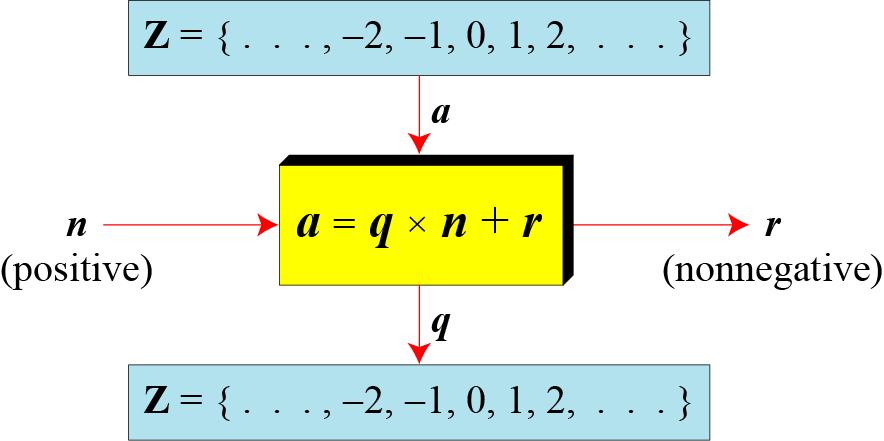 Z = { . . . , –2, –1, 0, 1, 2, . . . }
a
n
(positive)
a = q × n + r
r
(nonnegative)
q
Z = { . . . , –2, –1, 0, 1, 2, . . . }